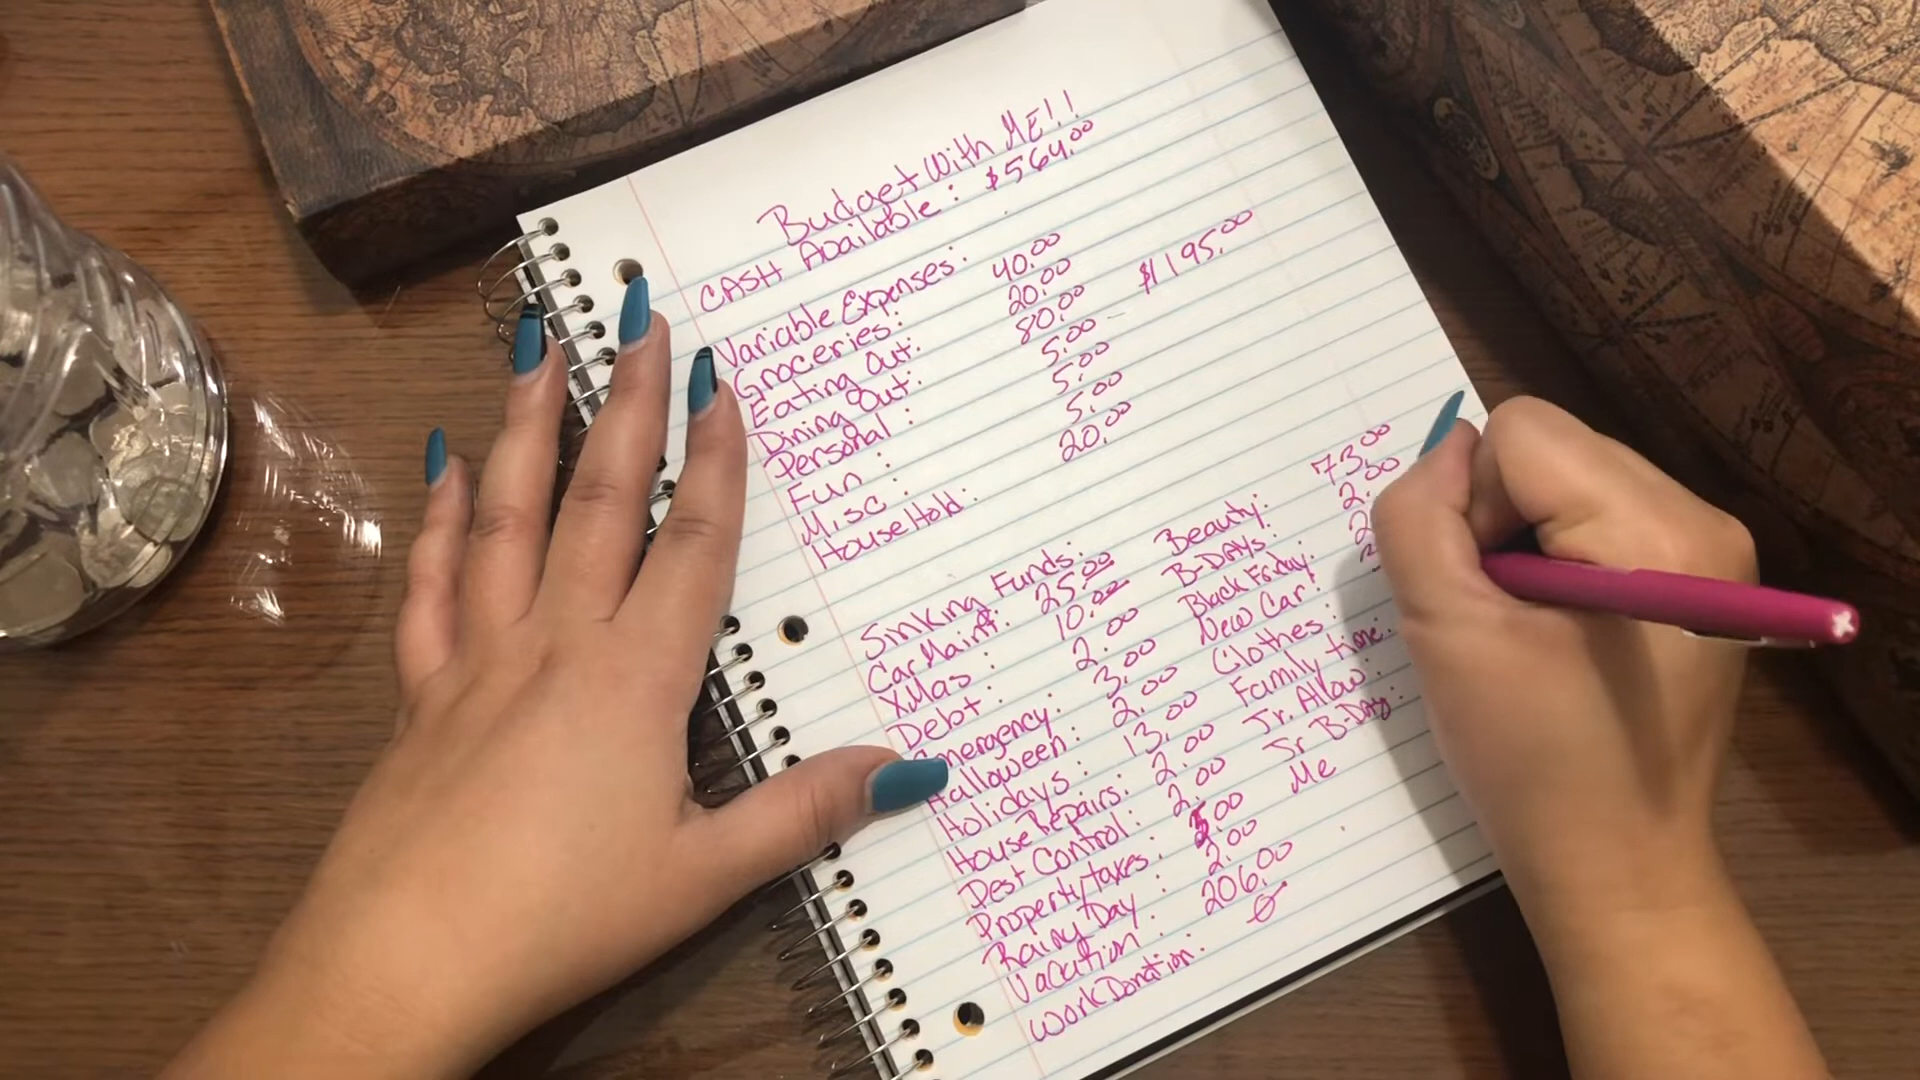 Budget With ME!!
CASH Available: $564.00
Variable Expenses:
Groceries: 40.00
Eating Out: 20.00
Dining Out: 80.00 $1195.00
Personal: 5.00
Fun: 5.00
Misc: 5.00
Household: 20.00
Sinking Funds:
Car Maint: 25.00
XMas: 10.00
Debt: 2.00
Emergency: 3.00
Halloween: 2.00
Holidays: 13.00
House Repairs: 2.00
Pest Control: 2.00
Property/taxes: 5.00
Rainy Day: 2.00
Vacation: 206.00
Work Donation: Ø
Beauty: 73.00
B-DAYS: 2.00
Black Friday: 2
New Car:
Clothes:
Family time:
Jr. Allow:
Jr B-Day:
Me